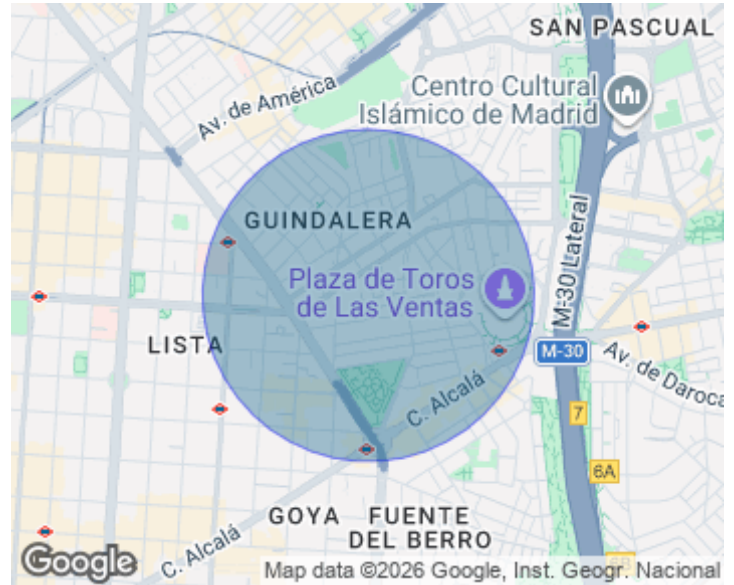 SAN PASCUAL
Centro Cultural
Islámico de Madrid
Av. de América
GUINDALERA
Plaza de Toros
de Las Ventas
M-30 Lateral
LISTA
M-30
Av. de Daroca
C. Alcalá
7
6A
GOYA
FUENTE
DEL BERRO
C. Alcalá
Google
Map data ©2026 Google, Inst. Geogr. Nacional